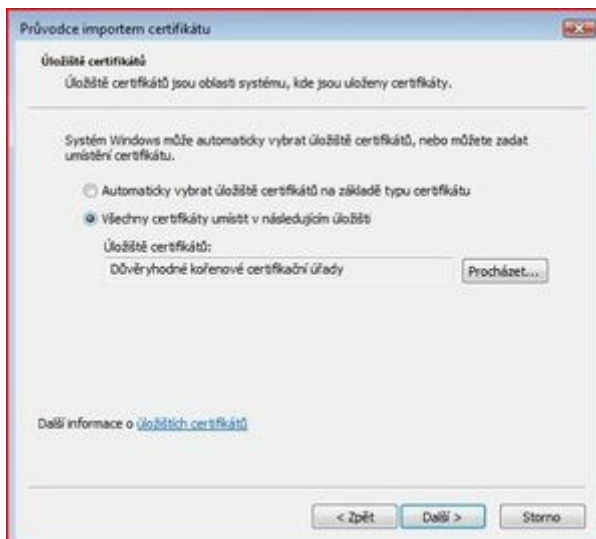 Průvodce importem certifikátu
Úložiště certifikátů
Úložiště certifikátů jsou oblasti systému, kde jsou uloženy certifikáty.
Systém Windows může automaticky vybrat úložiště certifikátů, nebo můžete zadat
umístění certifikátu.
Automaticky vybrat úložiště certifikátů na základě typu certifikátu
Všechny certifikáty umístit v následujícím úložišti
Úložiště certifikátů:
Důvěryhodné kořenové certifikační úřady
Procházet...
Další informace o úložištích certifikátů
< Zpět
Další >
Storno